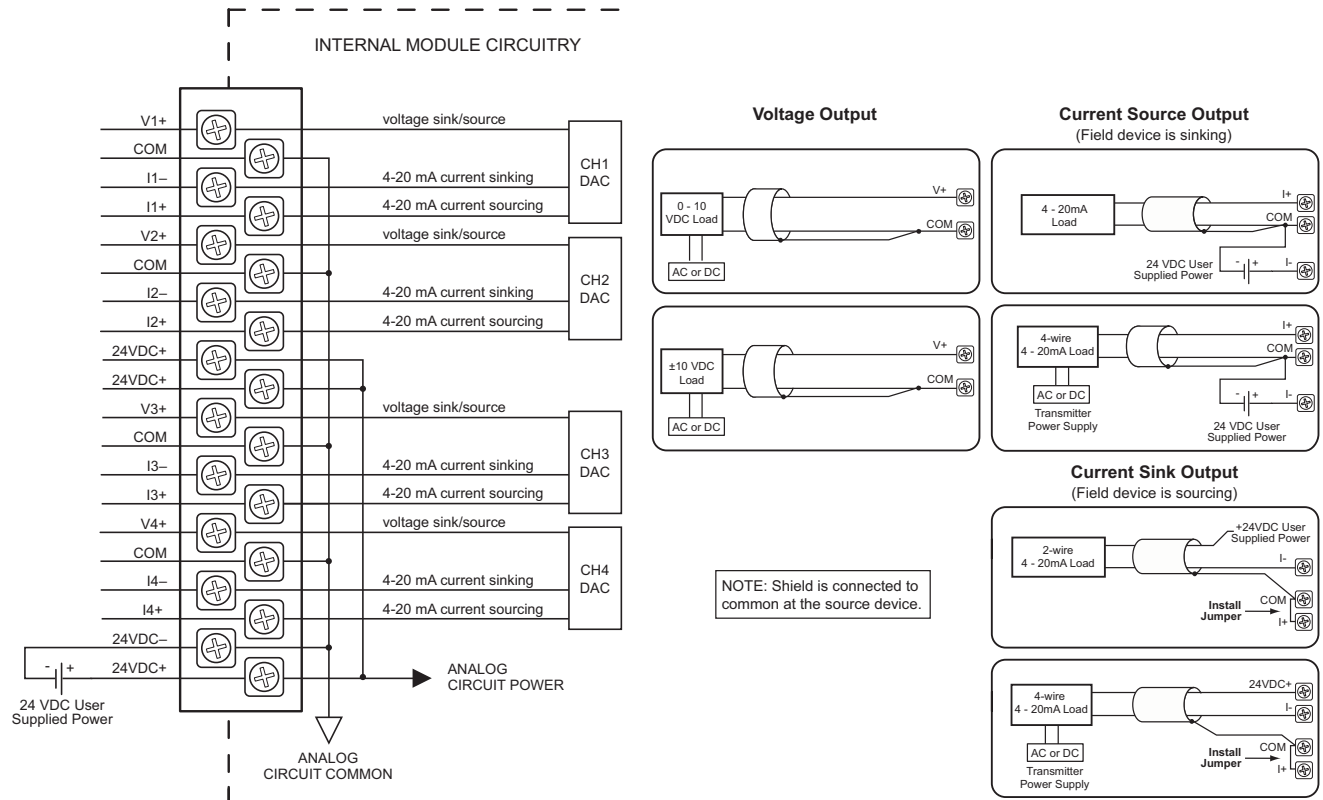 INTERNAL MODULE CIRCUITRY
V1+
COM
I1–
I1+
V2+
COM
I2–
I2+
24VDC+
24VDC+
V3+
COM
I3–
I3+
V4+
COM
I4–
I4+
24VDC–
24VDC+
- +
24 VDC User
Supplied Power
voltage sink/source
4-20 mA current sinking
4-20 mA current sourcing
CH1
DAC
voltage sink/source
4-20 mA current sinking
4-20 mA current sourcing
CH2
DAC
voltage sink/source
4-20 mA current sinking
4-20 mA current sourcing
CH3
DAC
voltage sink/source
4-20 mA current sinking
4-20 mA current sourcing
CH4
DAC
ANALOG
CIRCUIT POWER
ANALOG
CIRCUIT COMMON
Voltage Output
0 - 10
VDC Load
AC or DC
V+
COM
±10 VDC
Load
AC or DC
V+
COM
NOTE: Shield is connected to
common at the source device.
Current Source Output
(Field device is sinking)
4 - 20mA
Load
I+
COM
24 VDC User
Supplied Power
- +
I-
4-wire
4 - 20mA Load
AC or DC
Transmitter
Power Supply
I+
COM
- +
I-
24 VDC User
Supplied Power
Current Sink Output
(Field device is sourcing)
2-wire
4 - 20mA Load
+24VDC User
Supplied Power
I-
COM
Install
Jumper
I+
4-wire
4 - 20mA Load
AC or DC
Transmitter
Power Supply
24VDC+
I-
COM
Install
Jumper
I+